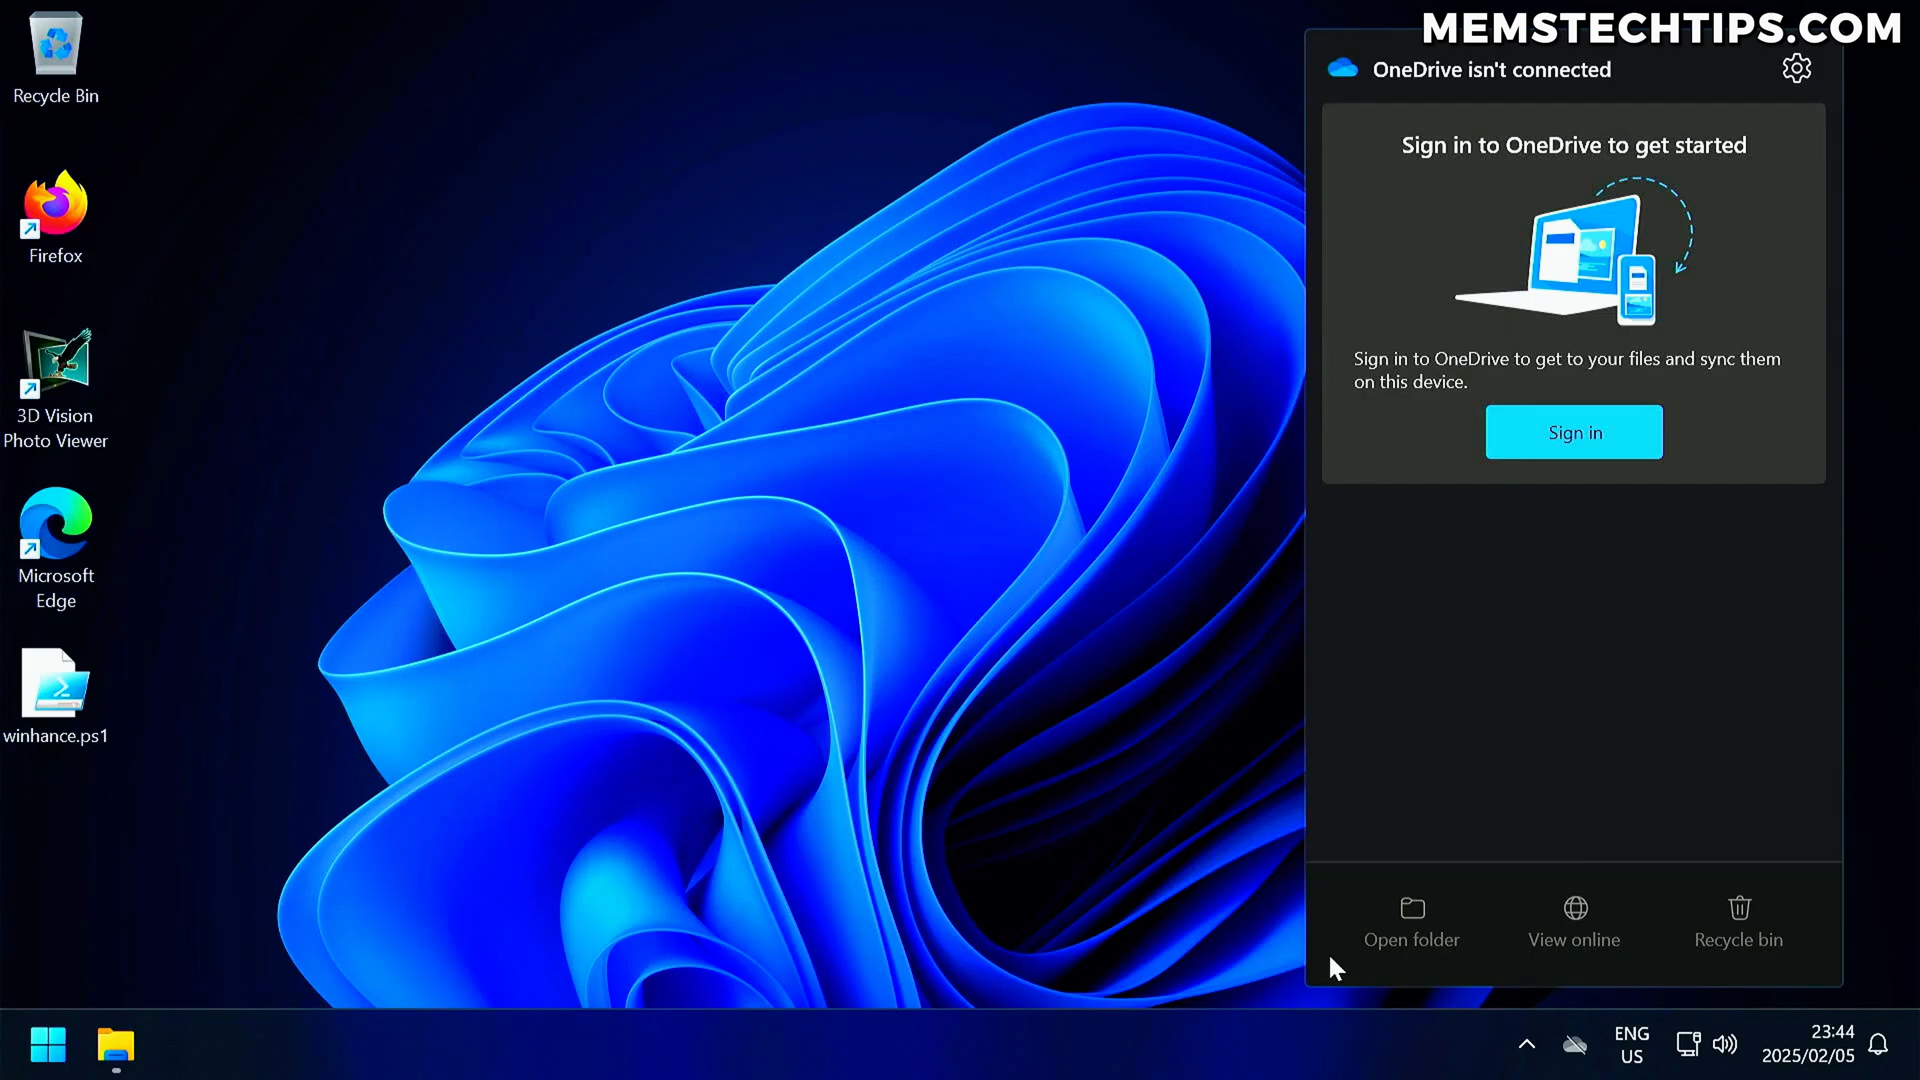 MEMSTECHTIPS.COM
OneDrive isn't connected
Sign in to OneDrive to get started
Sign in to OneDrive to get to your files and sync them
on this device.
Sign in
Open folder
View online
Recycle bin
Recycle Bin
Firefox
3D Vision
Photo Viewer
Microsoft
Edge
winhance.ps1
ENG
US
23:44
2025/02/05